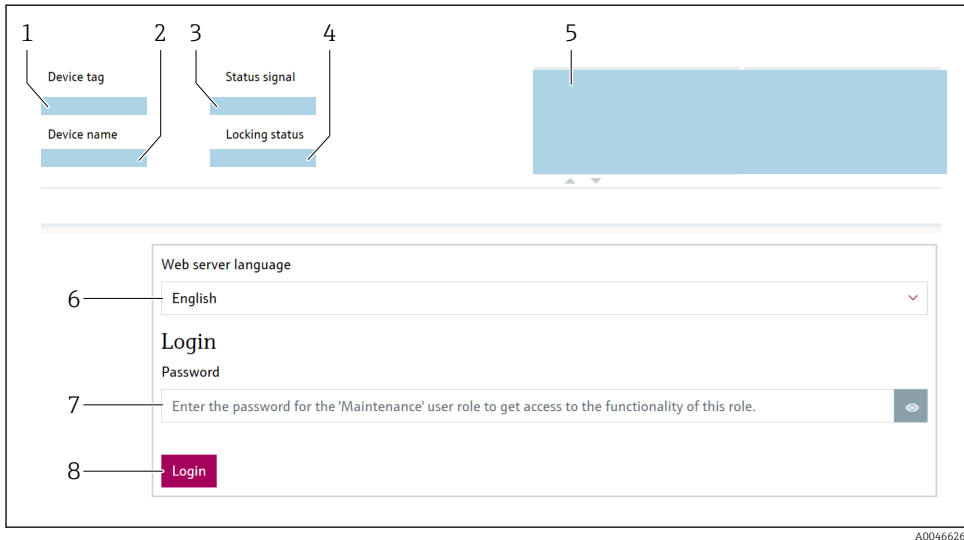 1 2 3 4 5
Device tag Status signal
Device name Locking status
Web server language
6 English
Login
Password
7 Enter the password for the 'Maintenance' user role to get access to the functionality of this role.
8 Login
A0046626